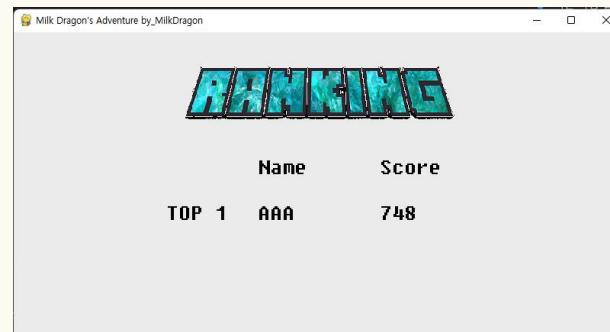 Milk Dragon's Adventure by_MilkDragon
RANKING
Name Score
TOP 1 AAA 748